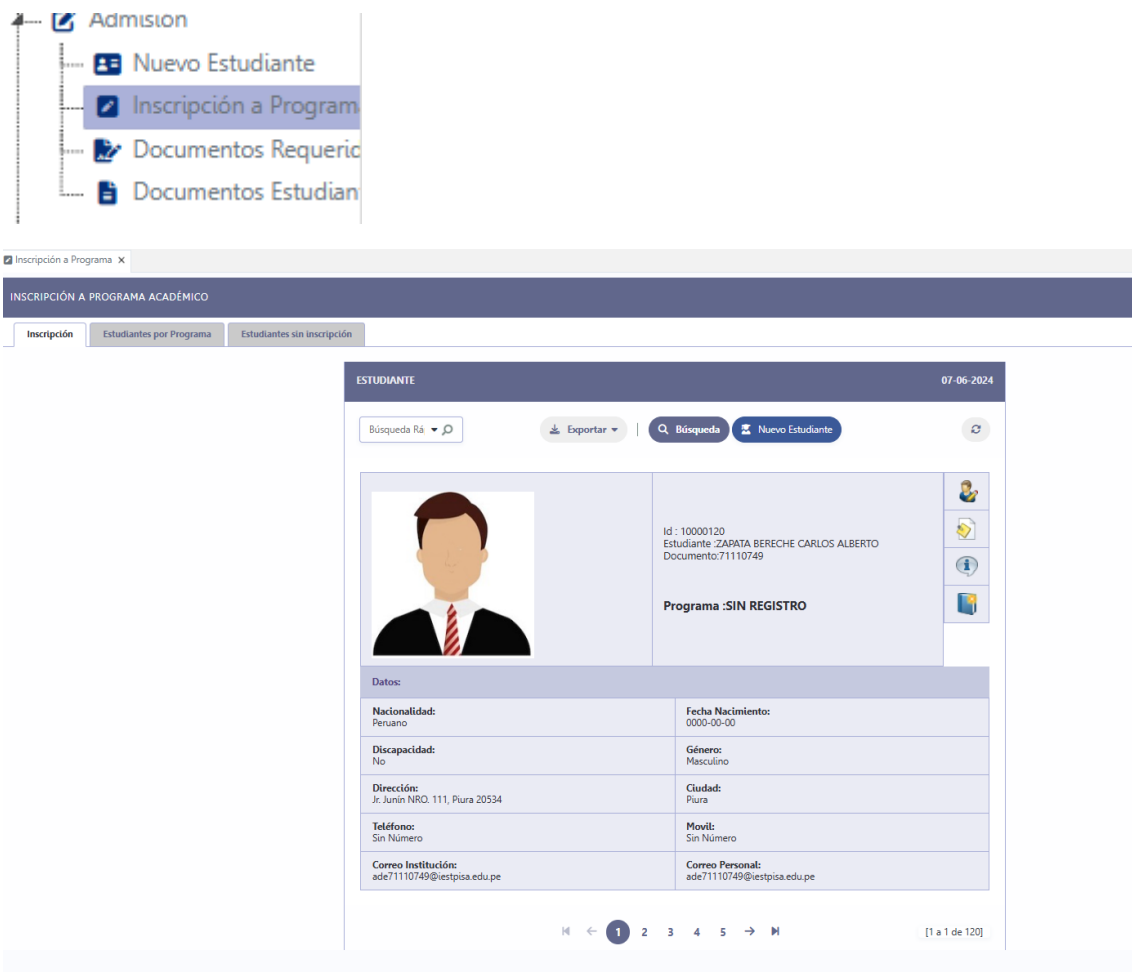 Admisión
Nuevo Estudiante
Inscripción a Program
Documentos Requerid
Documentos Estudian
Inscripción a Programa X
INSCRIPCIÓN A PROGRAMA ACADÉMICO
Inscripción Estudiantes por Programa Estudiantes sin inscripción
ESTUDIANTE 07-06-2024
Búsqueda Rá Exportar Búsqueda Nuevo Estudiante
Id : 10000120
Estudiante :ZAPATA BERECHE CARLOS ALBERTO
Documento:71110749
Programa :SIN REGISTRO
Datos:
Nacionalidad: Fecha Nacimiento:
Peruano 0000-00-00
Discapacidad: Género:
No Masculino
Dirección: Ciudad:
Jr. Junín NRO. 111, Piura 20534 Piura
Teléfono: Movil:
Sin Número Sin Número
Correo Institución: Correo Personal:
ade71110749@iestpisa.edu.pe ade71110749@iestpisa.edu.pe
1 2 3 4 5 [1 a 1 de 120]